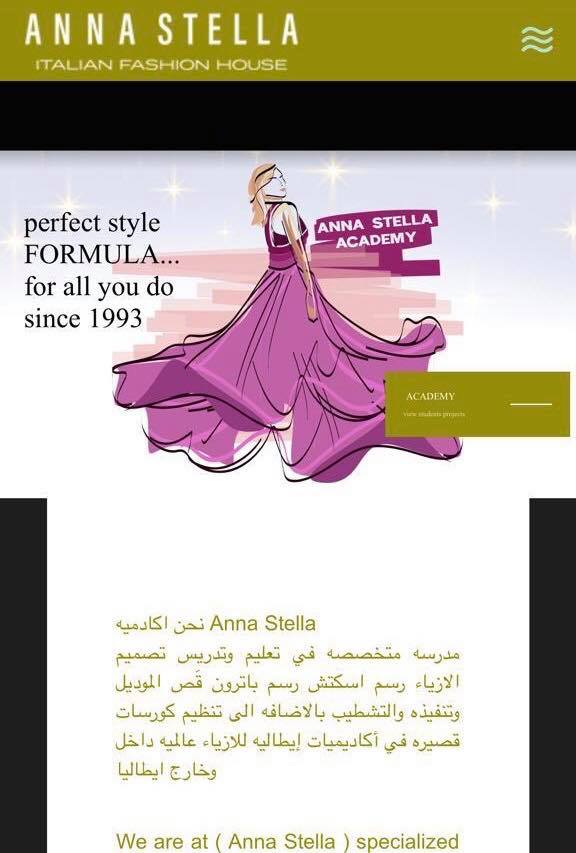 ANNA STELLA
ITALIAN FASHION HOUSE
perfect style
FORMULA...
for all you do
since 1993
ANNA STELLA
ACADEMY
ACADEMY
view students projects
نحن اكادميه Anna Stella
مدرسه متخصصه في تعليم وتدريس تصميم
الازياء رسم اسكتش رسم باترون قَص الموديل
وتنفيذه والتشطيب بالاضافه الى تنظيم كورسات
قصيره في أكاديميات إيطاليه للازياء عالميه داخل
وخارج ايطاليا
We are at ( Anna Stella ) specialized